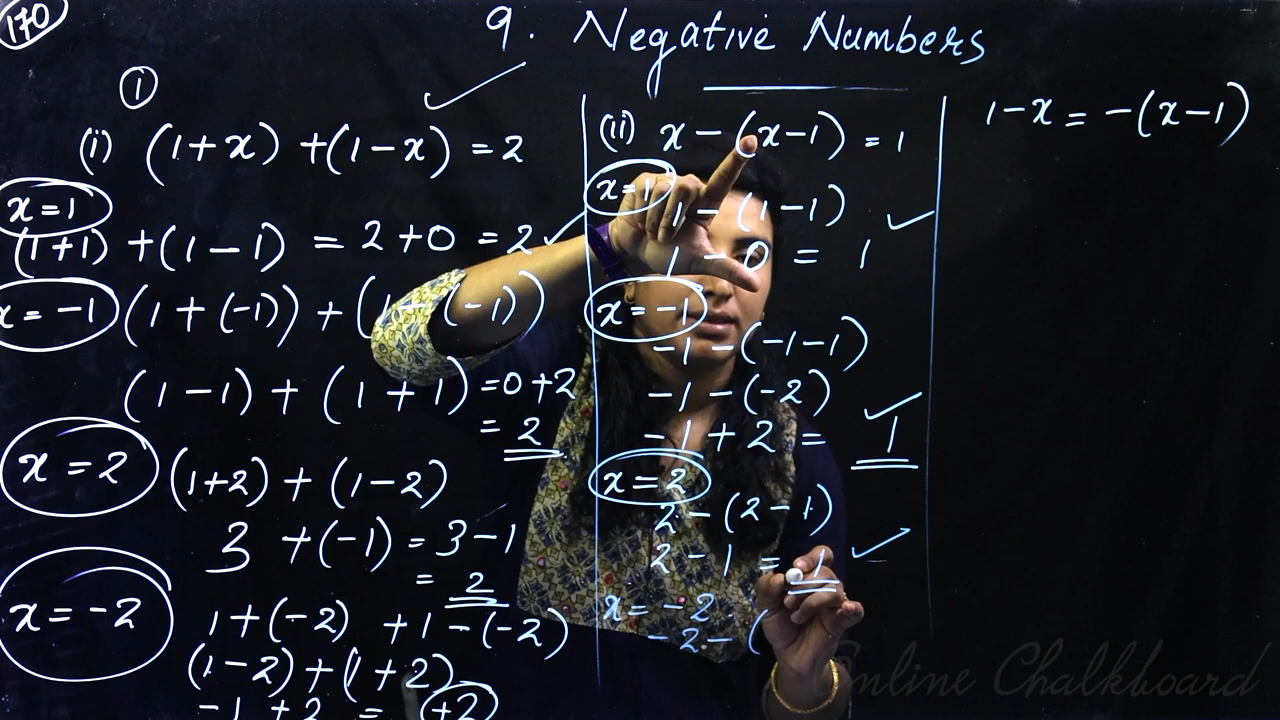 170
9. Negative Numbers
①
(i) (1+x) +(1-x) = 2
x=1
(1+1) +(1-1) = 2+0 = 2
x=-1 (1+(-1)) + (1-(-1))
(1-1) + (1+1) =0+2
= 2
x=2 (1+2) + (1-2)
3 +(-1) = 3-1
= 2
x=-2 1+(-2) +1-(-2)
(1-2)+(1+2)
(ii) x-(x-1) = 1
x=1
1-(1-1)
1-0 = 1
x=-1
-1-(-1-1)
-1-(-2)
-1+2 = 1
x=2
2-(2-1)
2-1 = 1
x=-2
-2-(
1-x = -(x-1)
Online Chalkboard